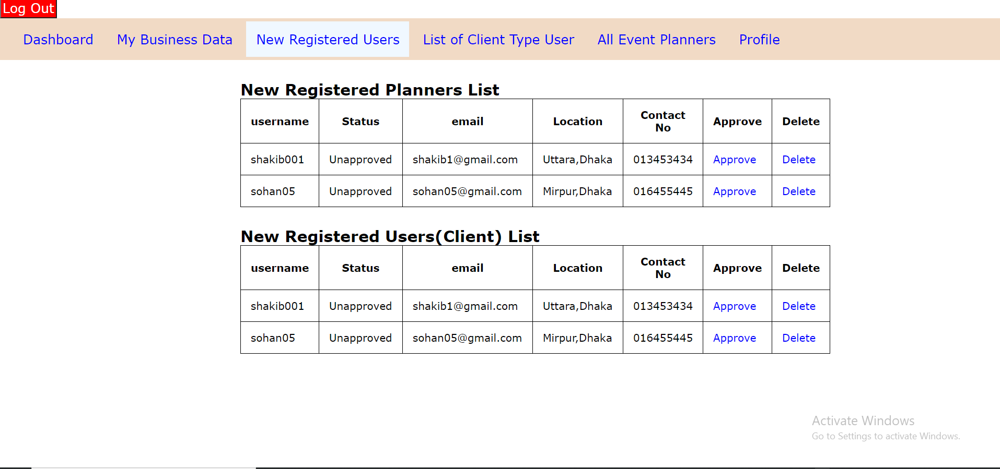 Log Out
Dashboard My Business Data New Registered Users List of Client Type User All Event Planners Profile
New Registered Planners List
username Status email Location Contact No Approve Delete
shakib001 Unapproved shakib1@gmail.com Uttara,Dhaka 013453434 Approve Delete
sohan05 Unapproved sohan05@gmail.com Mirpur,Dhaka 016455445 Approve Delete
New Registered Users(Client) List
username Status email Location Contact No Approve Delete
shakib001 Unapproved shakib1@gmail.com Uttara,Dhaka 013453434 Approve Delete
sohan05 Unapproved sohan05@gmail.com Mirpur,Dhaka 016455445 Approve Delete
Activate Windows
Go to Settings to activate Windows.